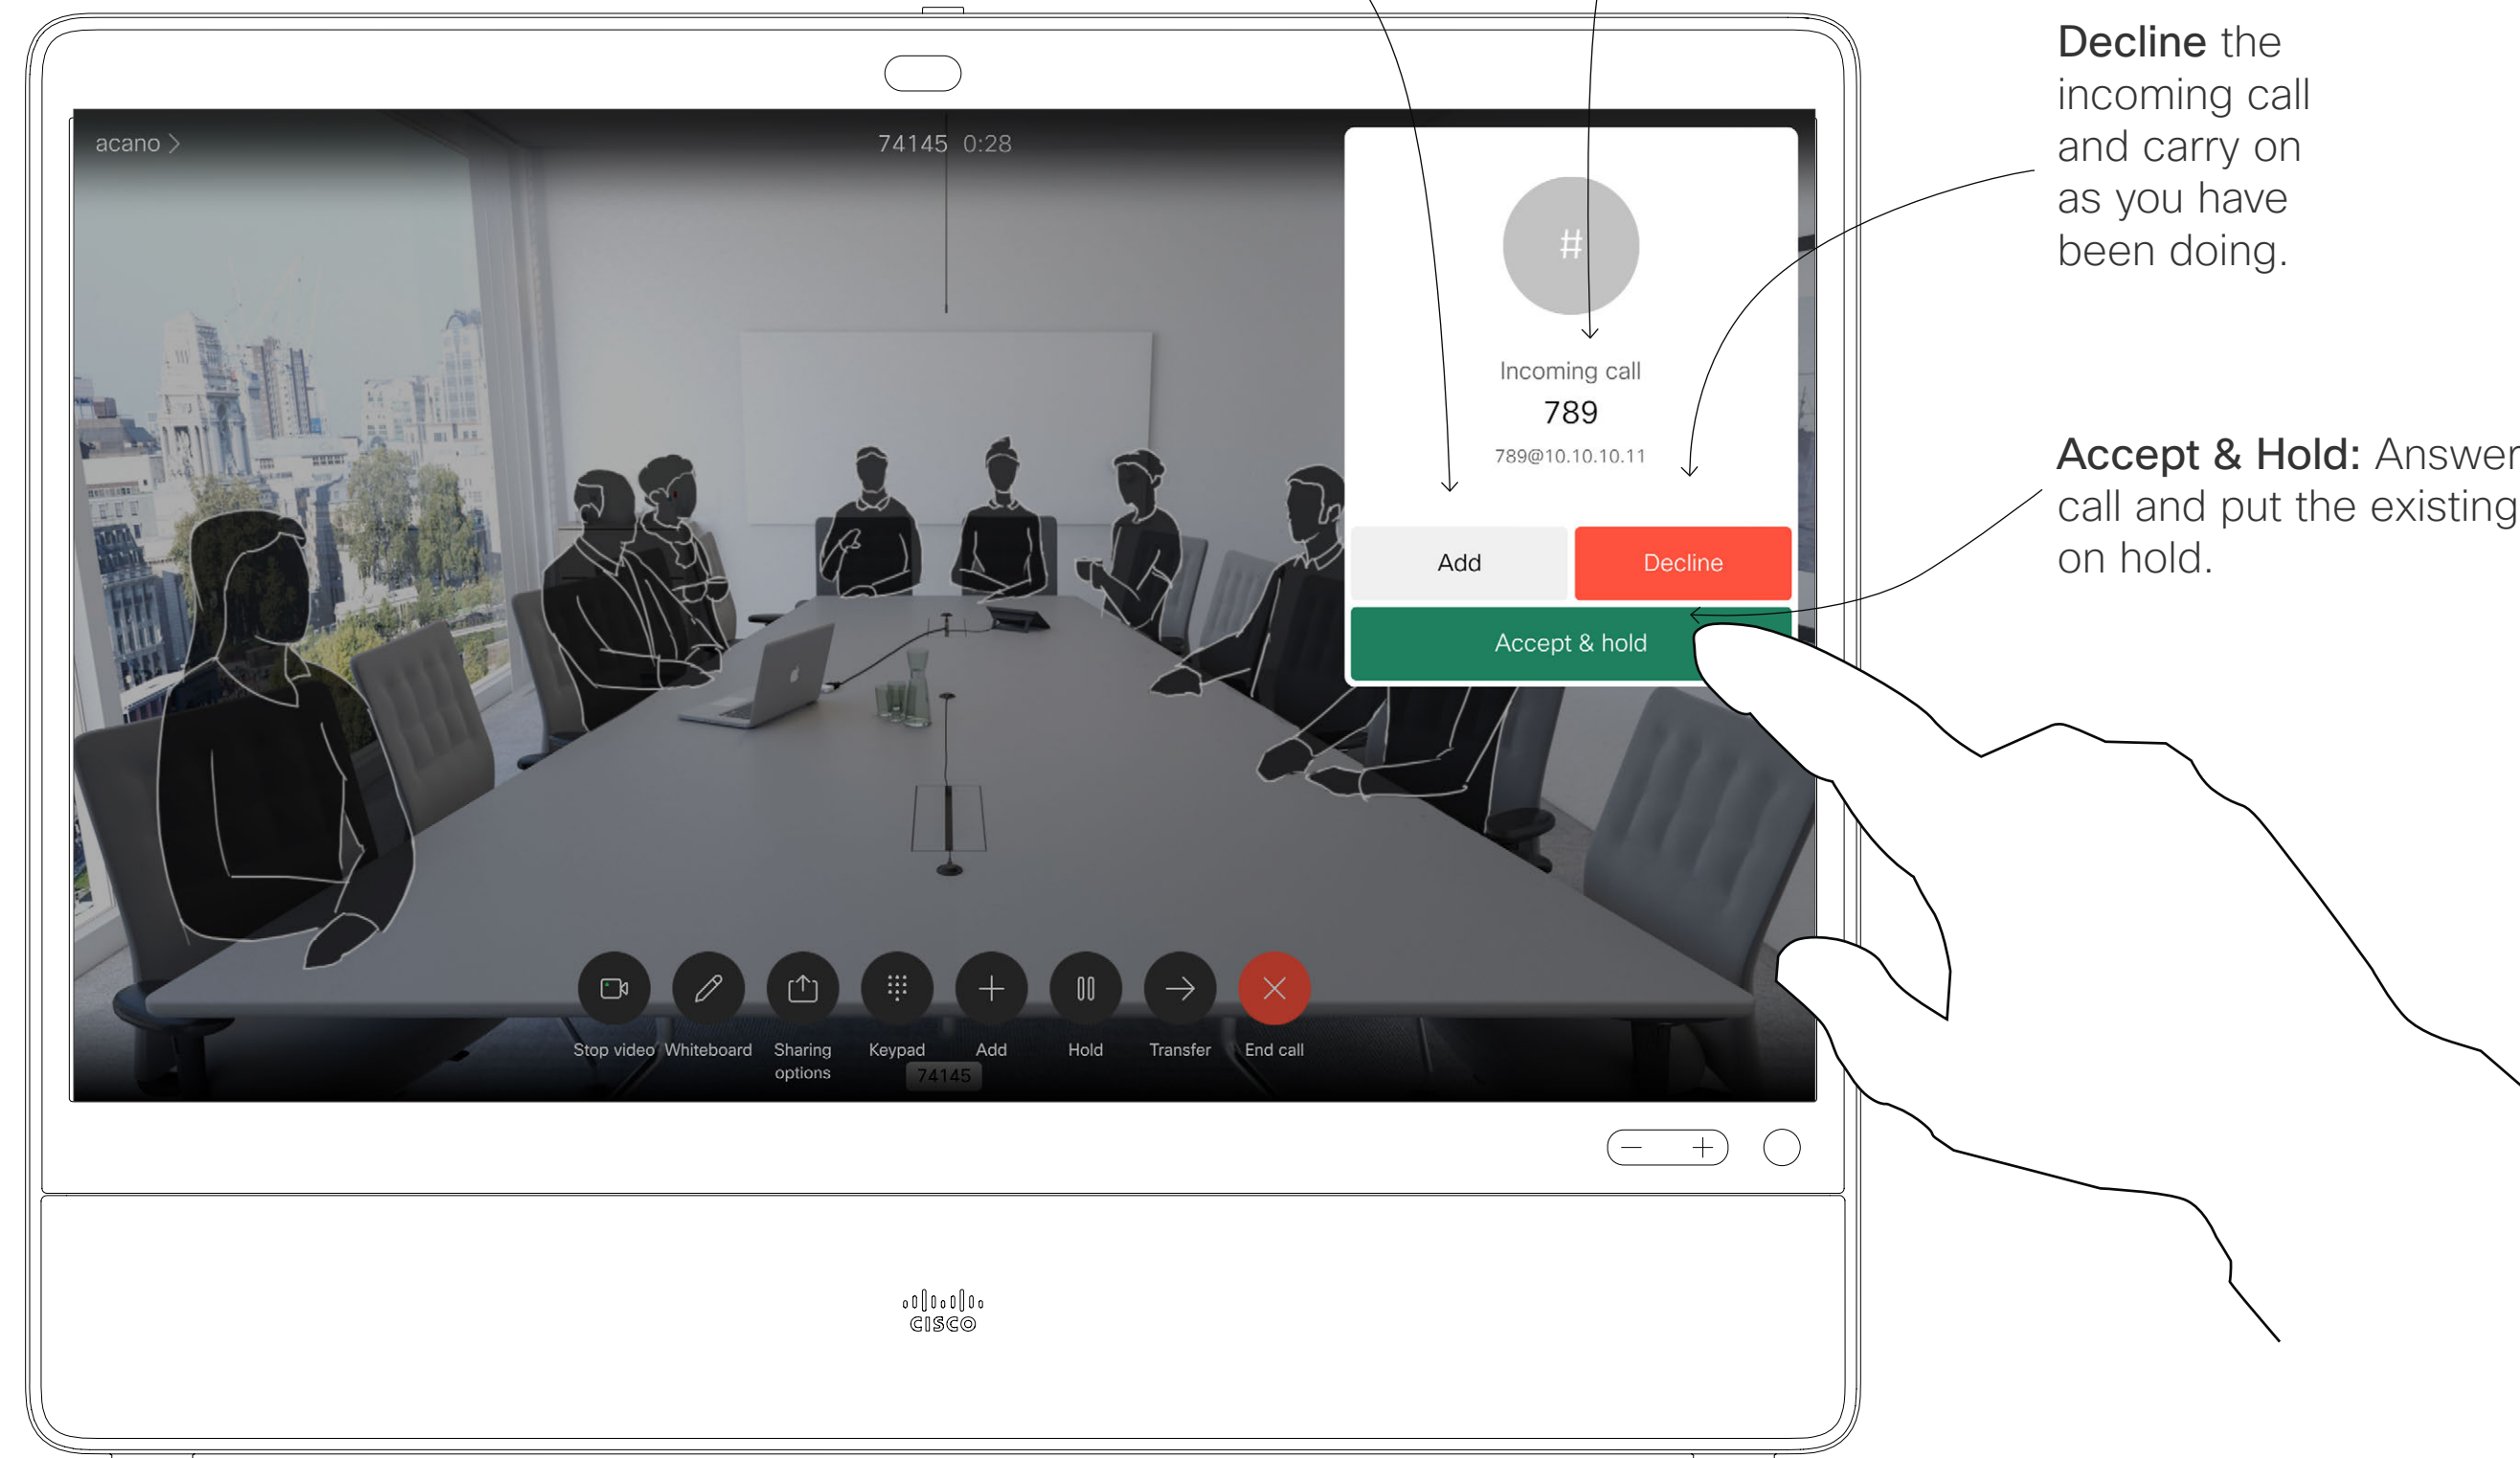 Decline the
incoming call
and carry on
as you have
been doing.
acano
74145 0:28
#
Incoming call
789
789@10.10.10.11
Add
Decline
Accept & hold
Accept & Hold: Answer
call and put the existing
on hold.
Stop video
Whiteboard
Sharing
options
Keypad
Add
Hold
Transfer
End call
74145
CISCO